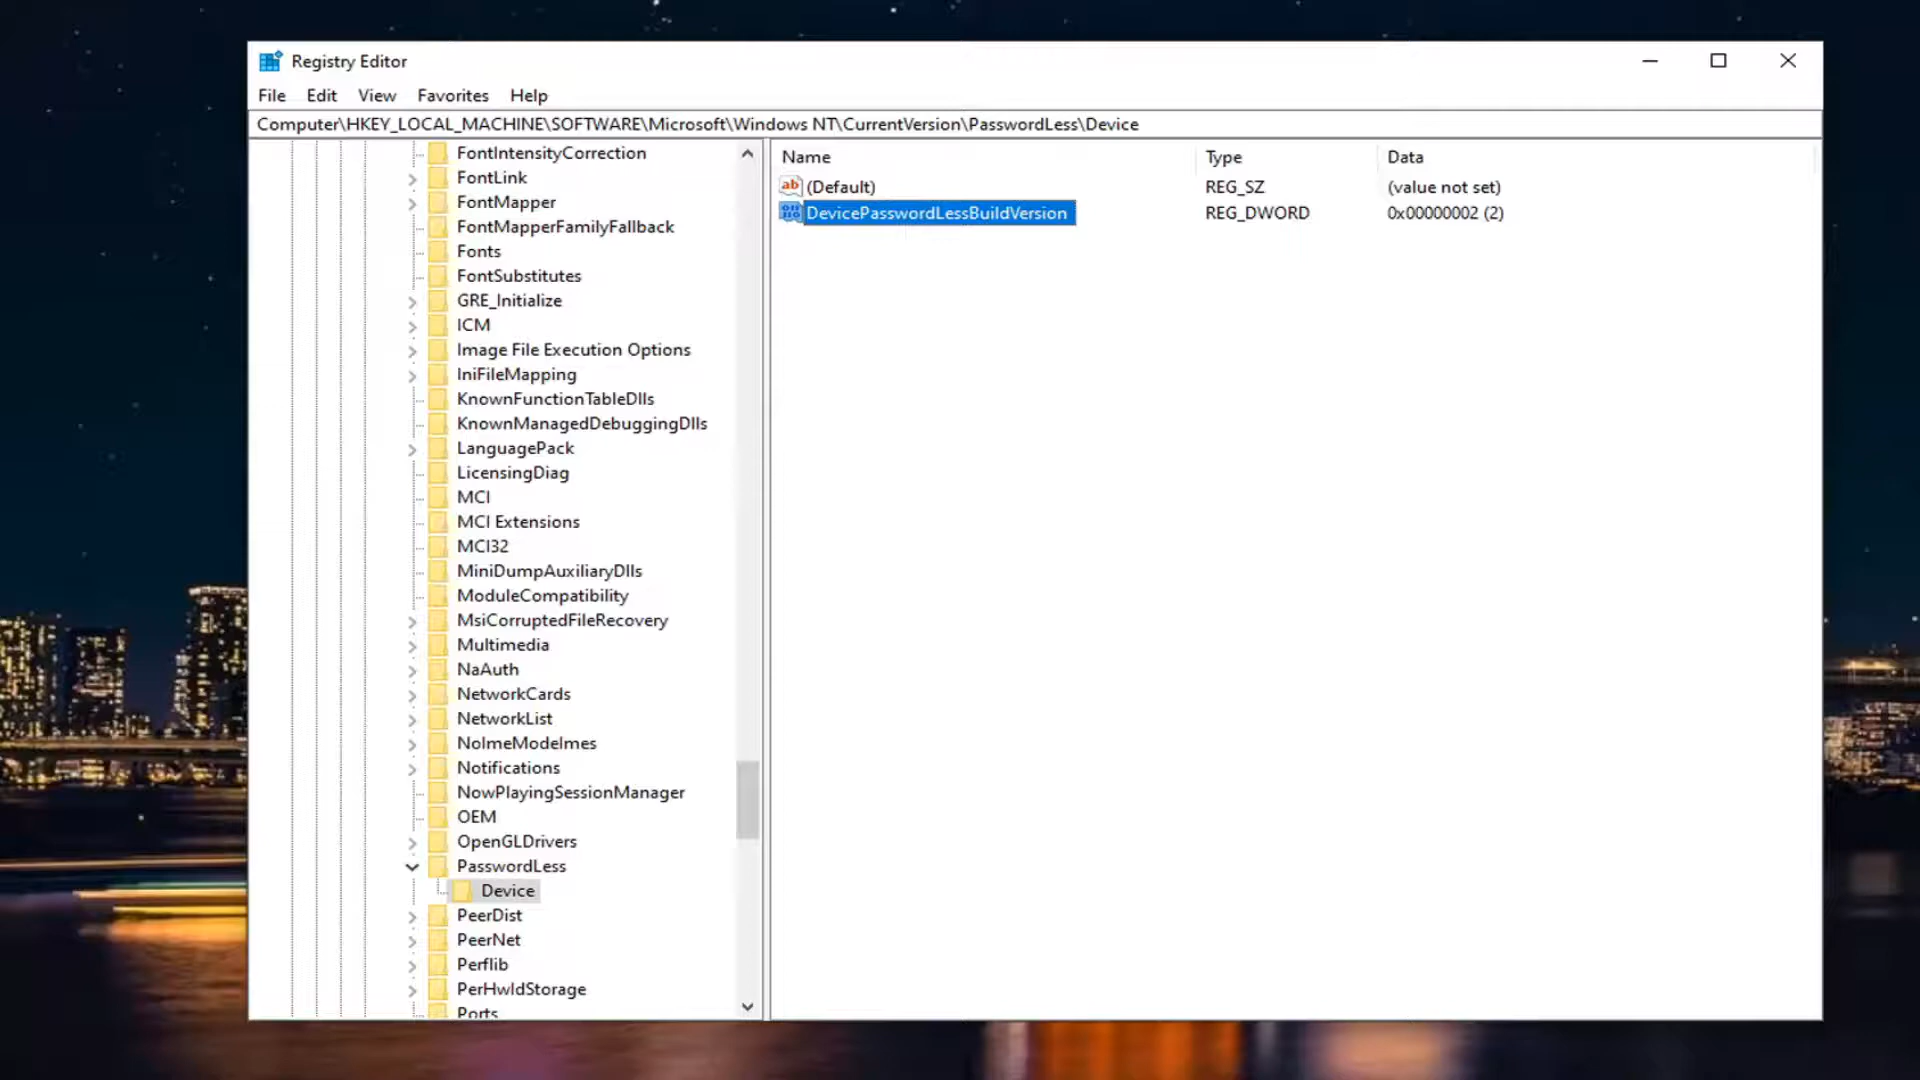 Registry Editor
File Edit View Favorites Help
Computer\HKEY_LOCAL_MACHINE\SOFTWARE\Microsoft\Windows NT\CurrentVersion\PasswordLess\Device
FontIntensityCorrection
FontLink
FontMapper
FontMapperFamilyFallback
Fonts
FontSubstitutes
GRE_Initialize
ICM
Image File Execution Options
IniFileMapping
KnownFunctionTableDlls
KnownManagedDebuggingDlls
LanguagePack
LicensingDiag
MCI
MCI Extensions
MCI32
MiniDumpAuxiliaryDlls
ModuleCompatibility
MsiCorruptedFileRecovery
Multimedia
NaAuth
NetworkCards
NetworkList
NoImeModeImes
Notifications
NowPlayingSessionManager
OEM
OpenGLDrivers
PasswordLess
Device
PeerDist
PeerNet
Perflib
PerHwIdStorage
Ports
Name Type Data
ab (Default) REG_SZ (value not set)
DevicePasswordLessBuildVersion REG_DWORD 0x00000002 (2)